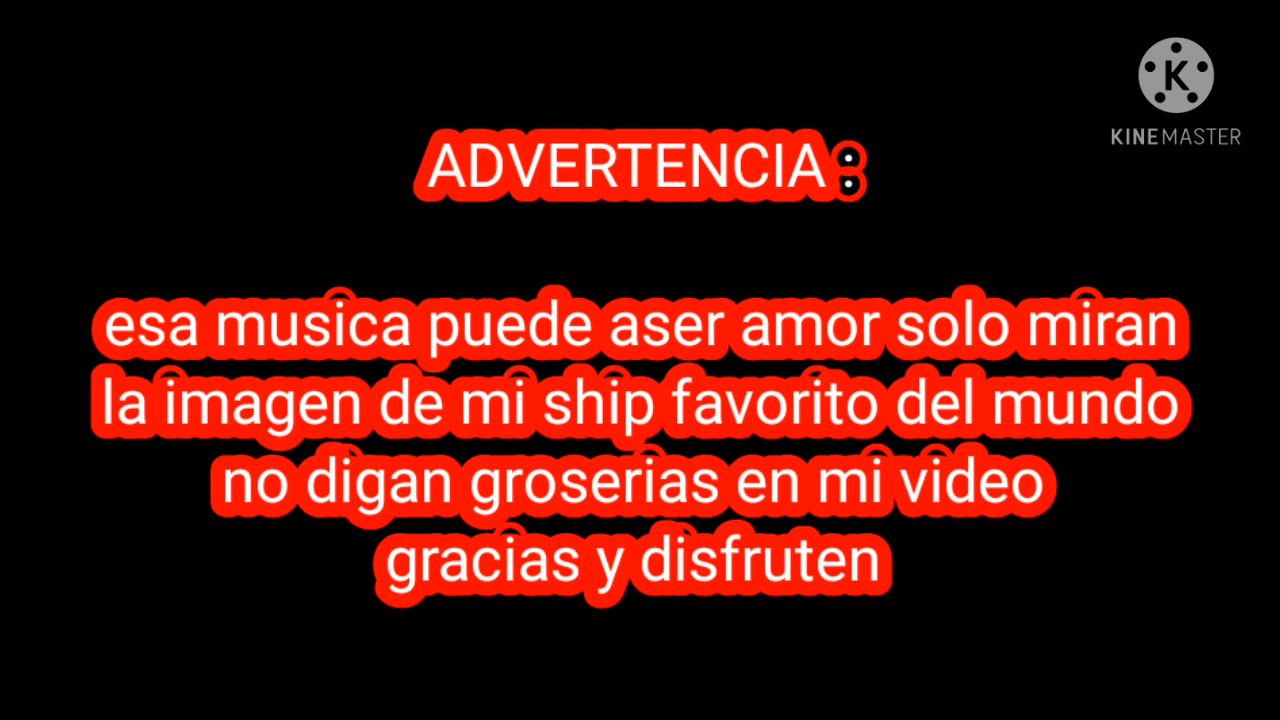 KINEMASTER
ADVERTENCIA :
esa musica puede aser amor solo miran
la imagen de mi ship favorito del mundo
no digan groserias en mi video
gracias y disfruten